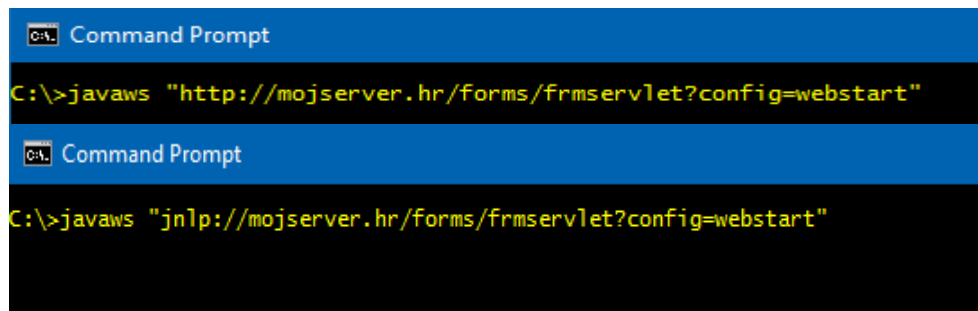 Command Prompt
C:\>javaws "http://mojserver.hr/forms/frmservlet?config=webstart"
Command Prompt
C:\>javaws "jnlp://mojserver.hr/forms/frmservlet?config=webstart"